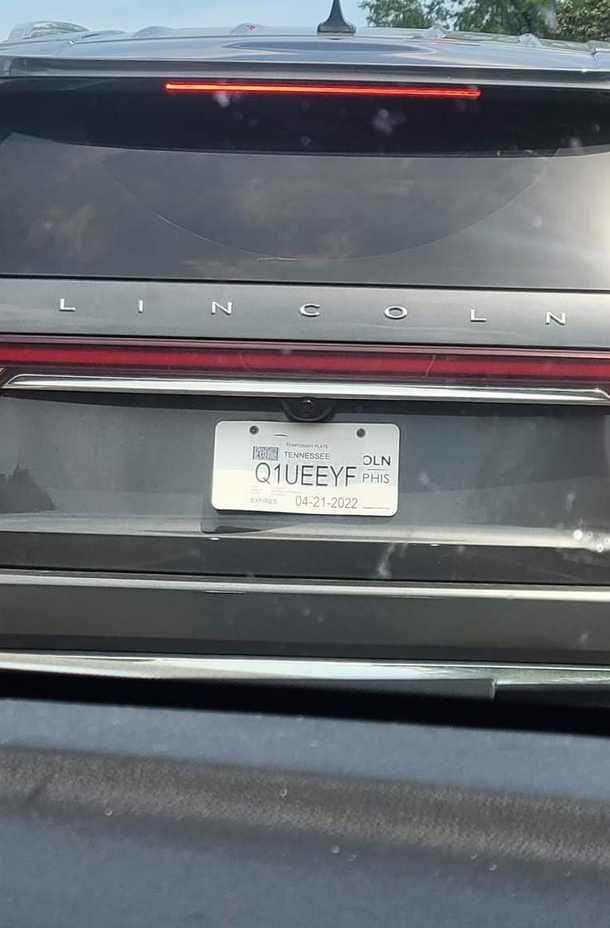 LINCOLN
TEMPORARY PLATE
TENNESSEE
Q1UEEYF
OLN
PHIS
EXPIRES 04-21-2022